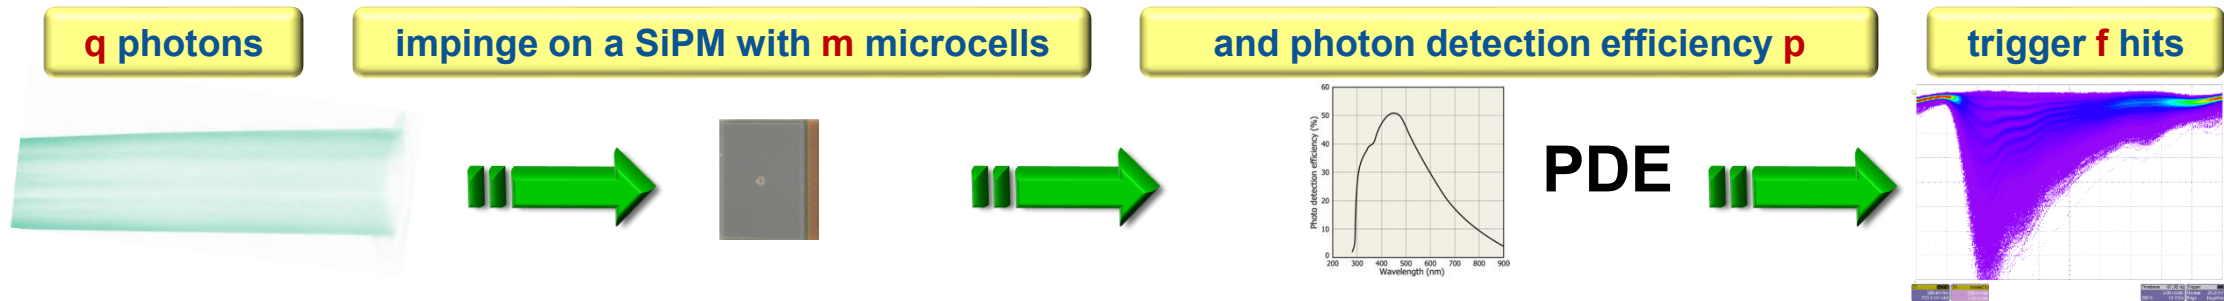 q photons
impinge on a SiPM with m microcells
and photon detection efficiency p
trigger f hits
Photo detection efficiency (%)
60
50
40
30
20
10
0
200 300 400 500 600 700 800 900
Wavelength (nm)
PDE